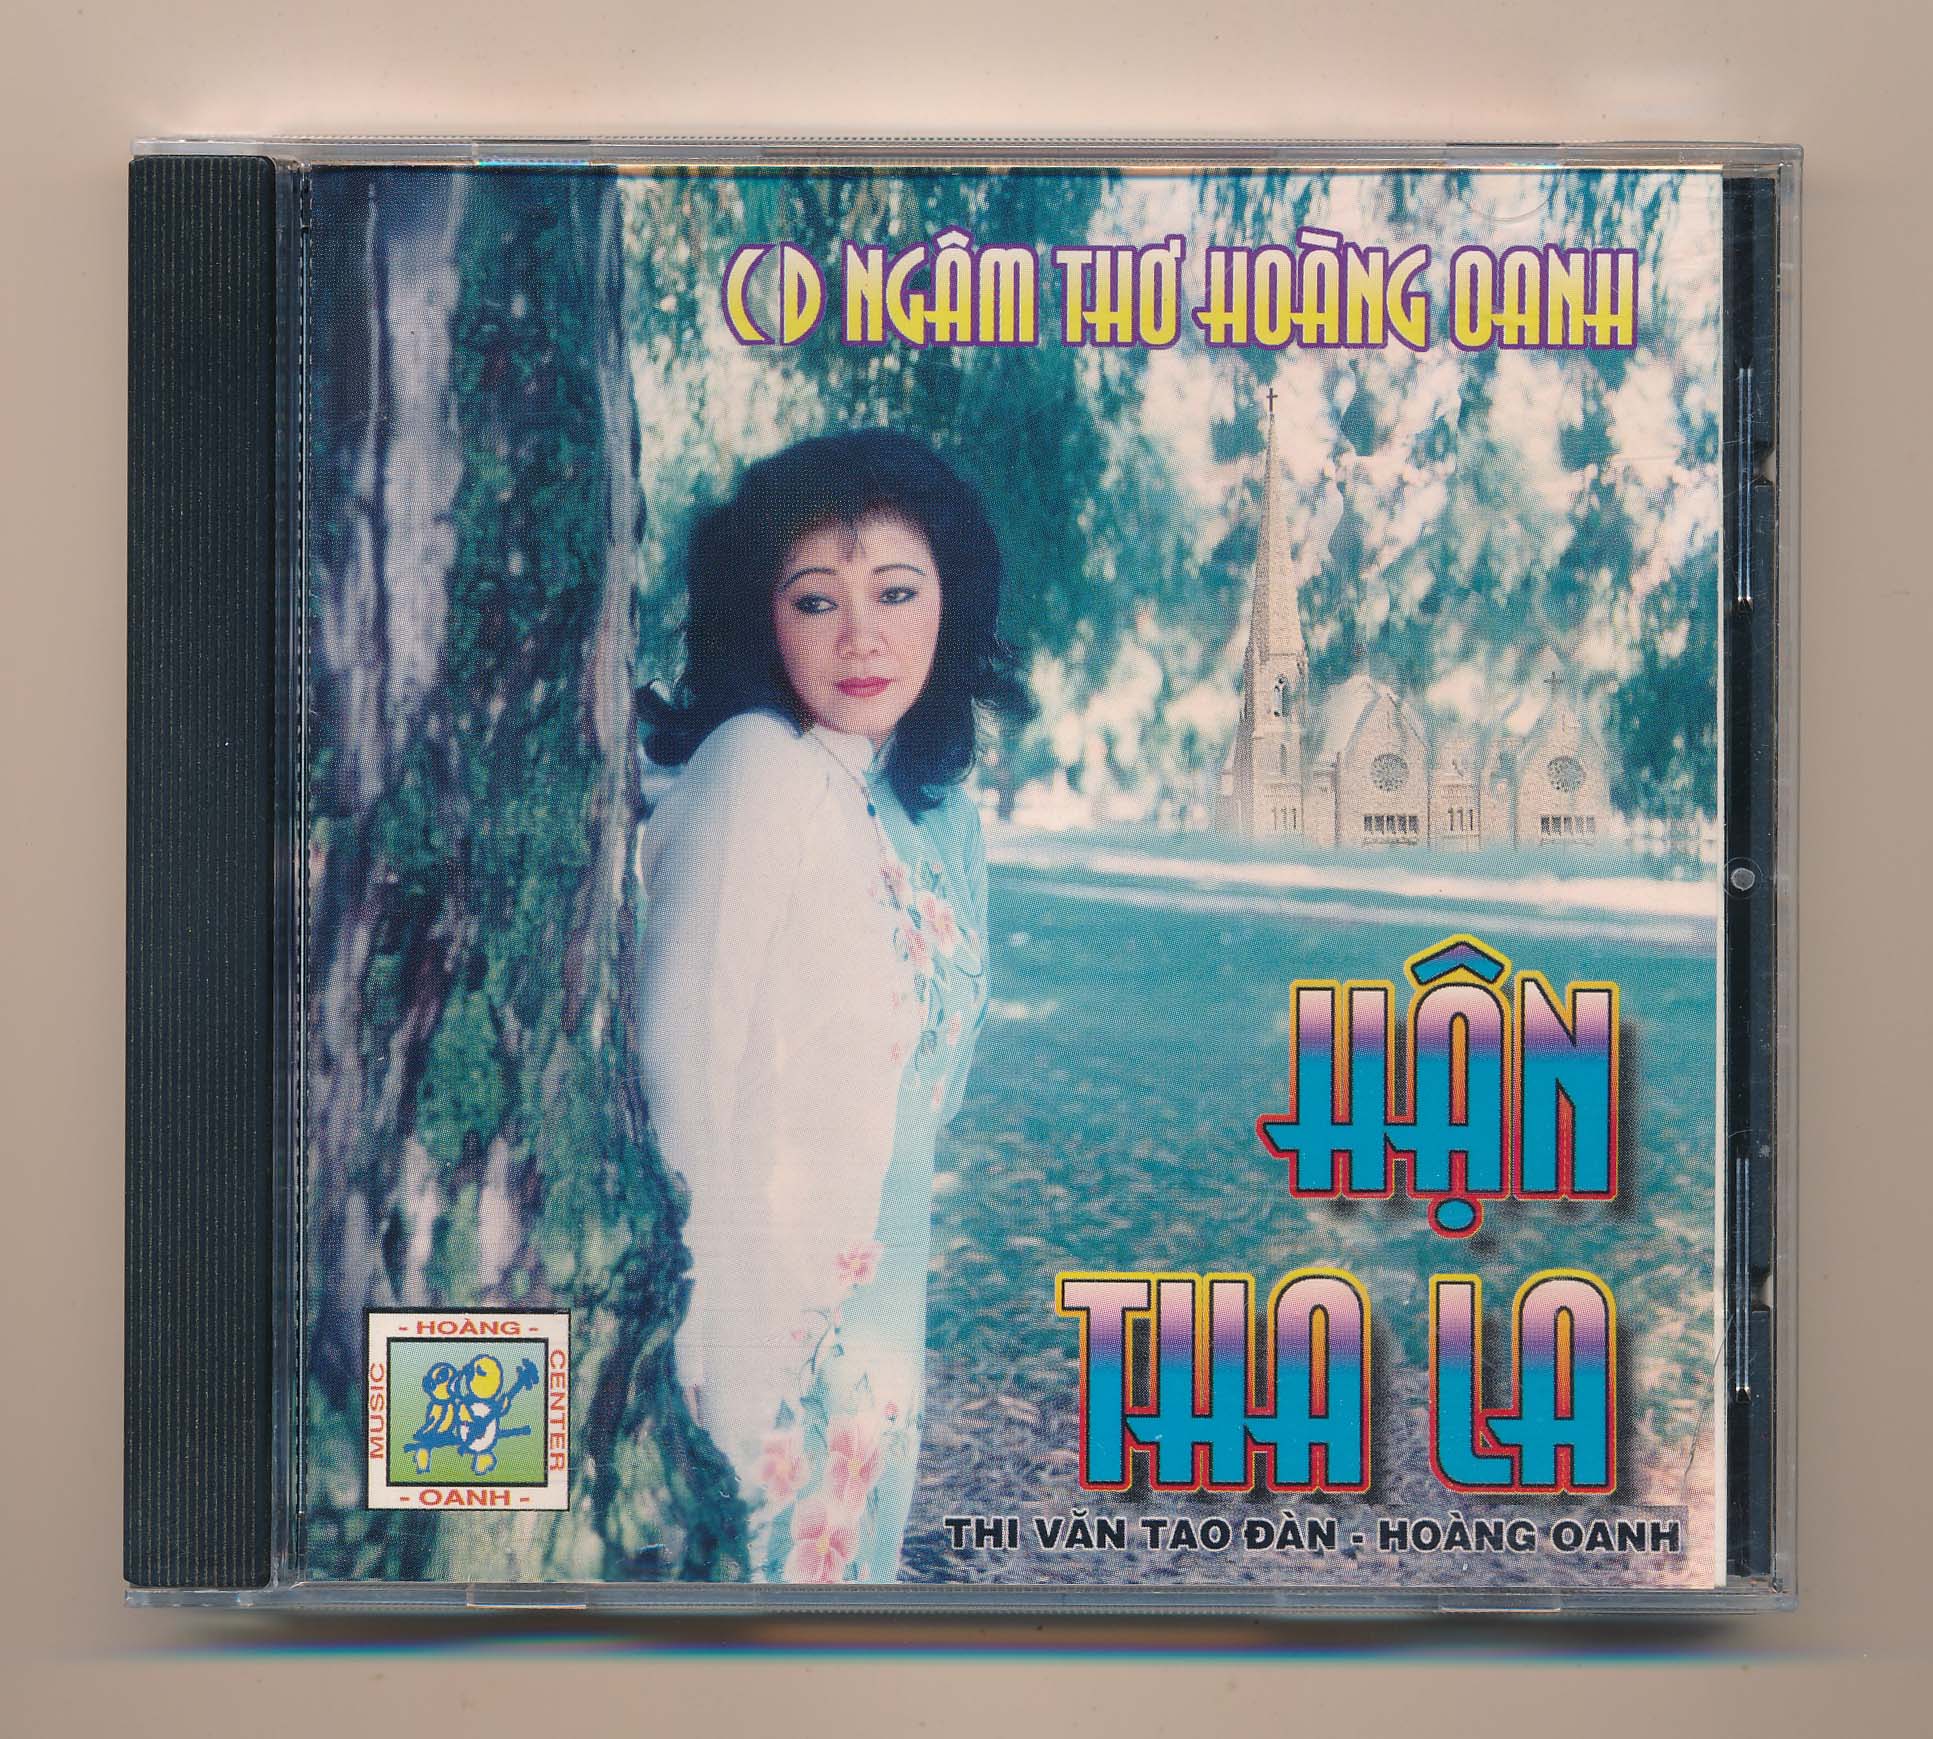 CD NGÂM THƠ HOÀNG OANH
HẬN
THA LA
THI VĂN TAO ĐÀN - HOÀNG OANH
- HOÀNG -
MUSIC
CENTER
- OANH -